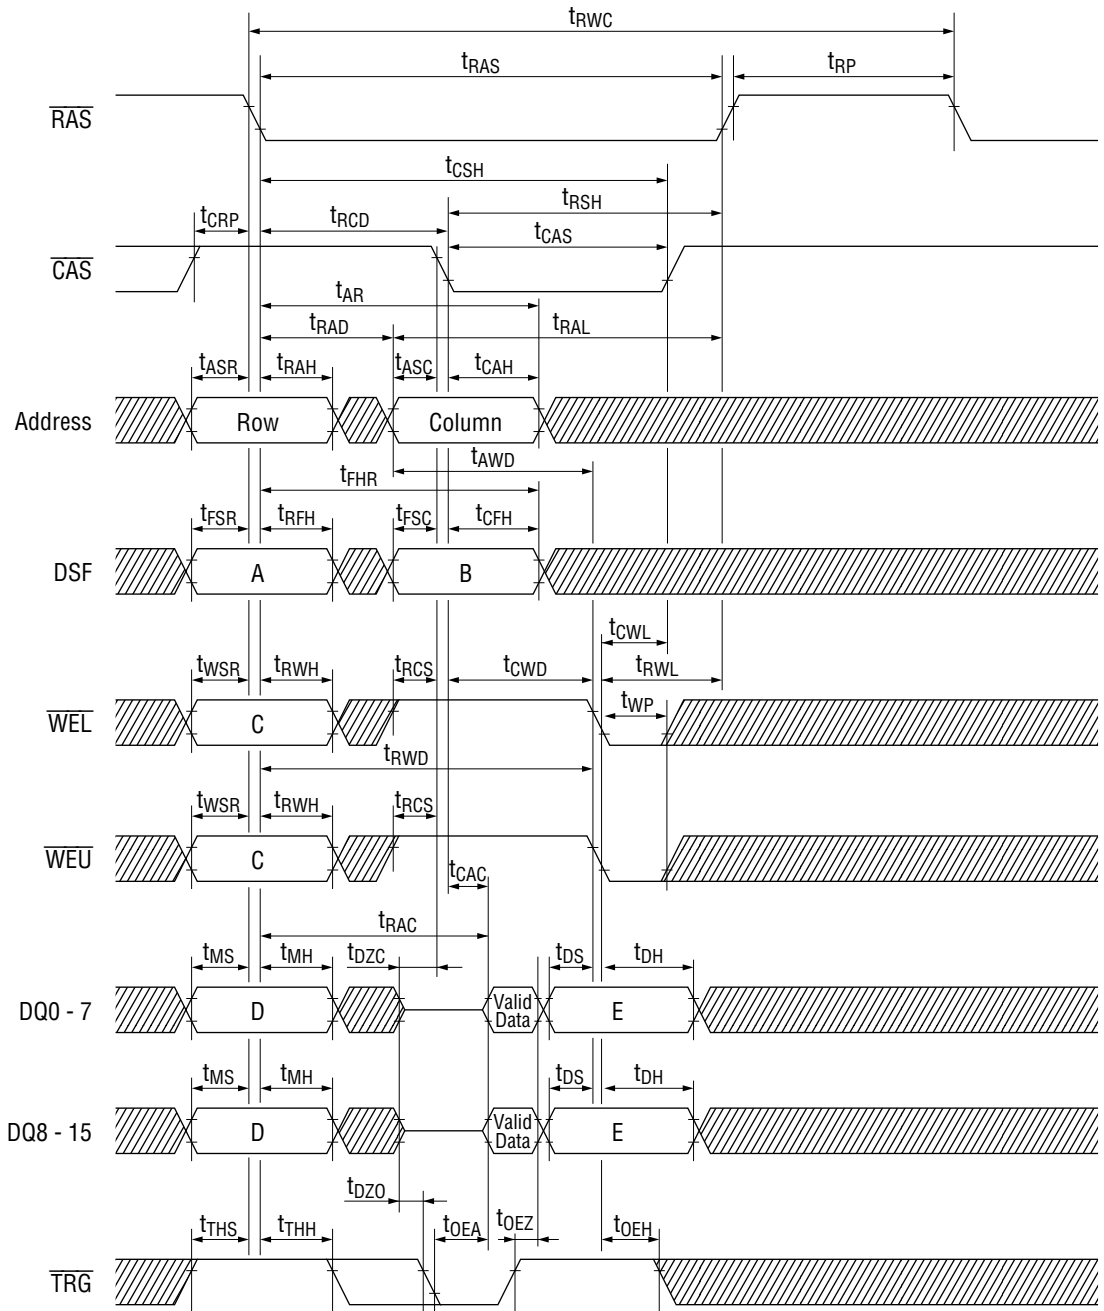 tRWC
tRAS tRP
RAS
tCSH
tCRP tRCD tRSH
tCAS
CAS
tAR
tRAD tRAL
tASR tRAH tASC tCAH
Address Row Column
tAWD
tFHR
tFSR tRFH tFSC tCFH
DSF A B
tCWL
tWSR tRWH tRCS tCWD tRWL
tWP
WEL C
tRWD
tWSR tRWH tRCS
WEU C
tCAC
tRAC
tMS tMH tDZC tDS tDH
DQ0 - 7 D Valid Data E
tMS tMH tDS tDH
DQ8 - 15 D Valid Data E
tDZO
tTHS tTHH tOEA tOEZ tOEH
TRG